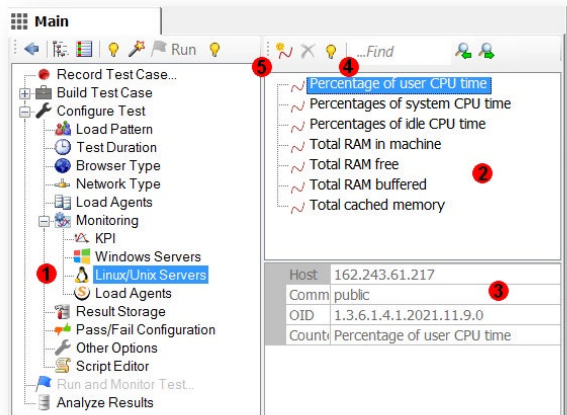 Main
Run
...Find
5
4
Record Test Case...
Build Test Case
Configure Test
Load Pattern
Test Duration
Browser Type
Network Type
Load Agents
Monitoring
KPI
Windows Servers
1
Linux/Unix Servers
Load Agents
Result Storage
Pass/Fail Configuration
Other Options
Script Editor
Run and Monitor Test...
Analyze Results
Percentage of user CPU time
Percentages of system CPU time
Percentages of idle CPU time
Total RAM in machine
Total RAM free
2
Total RAM buffered
Total cached memory
Host 162.243.61.217
3
Comm public
OID 1.3.6.1.4.1.2021.11.9.0
Count Percentage of user CPU time